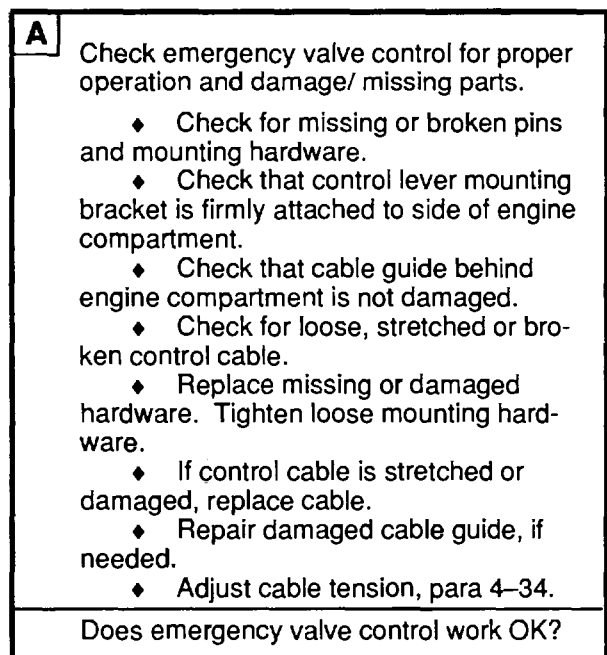 A
Check emergency valve control for proper
operation and damage/ missing parts.
♦ Check for missing or broken pins
and mounting hardware.
♦ Check that control lever mounting
bracket is firmly attached to side of engine
compartment.
♦ Check that cable guide behind
engine compartment is not damaged.
♦ Check for loose, stretched or bro-
ken control cable.
♦ Replace missing or damaged
hardware. Tighten loose mounting hard-
ware.
♦ If control cable is stretched or
damaged, replace cable.
♦ Repair damaged cable guide, if
needed.
♦ Adjust cable tension, para 4–34.
Does emergency valve control work OK?